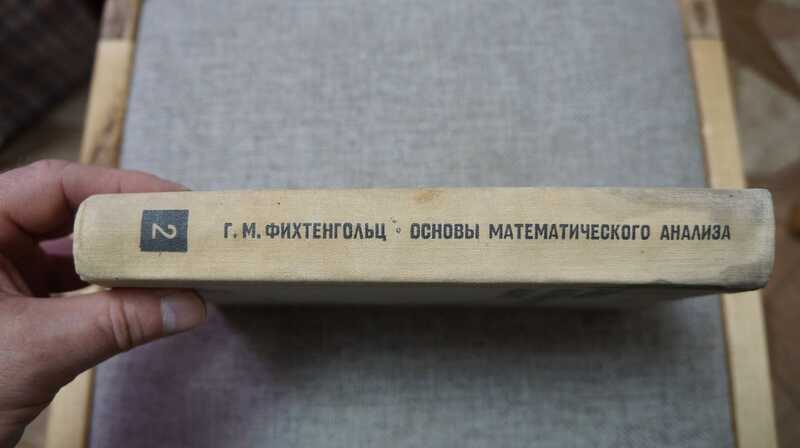 2
Г. М. ФИХТЕНГОЛЬЦ • ОСНОВЫ МАТЕМАТИЧЕСКОГО АНАЛИЗА